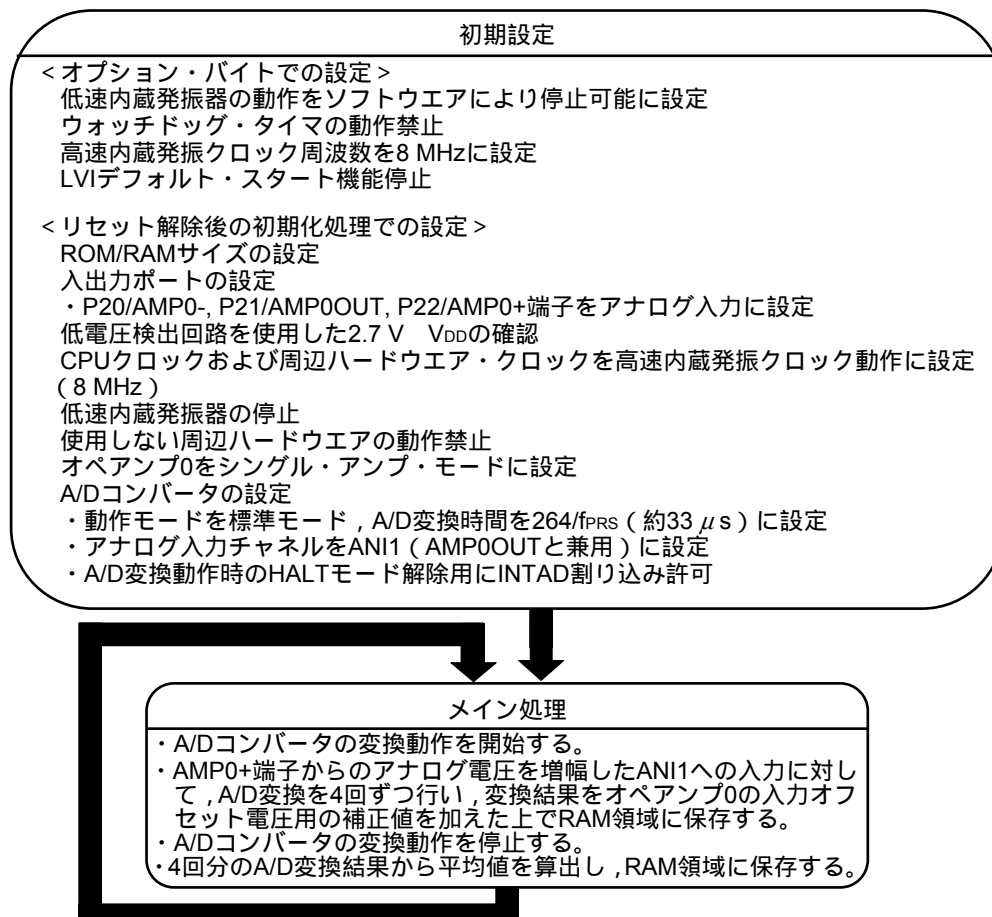 初期設定
＜オプション・バイトでの設定＞
低速内蔵発振器の動作をソフトウエアにより停止可能に設定
ウォッチドッグ・タイマの動作禁止
高速内蔵発振クロック周波数を8 MHzに設定
LVIデフォルト・スタート機能停止
＜リセット解除後の初期化処理での設定＞
ROM/RAMサイズの設定
入出力ポートの設定
・P20/AMP0-, P21/AMP0OUT, P22/AMP0+端子をアナログ入力に設定
低電圧検出回路を使用した2.7 V　VDDの確認
CPUクロックおよび周辺ハードウエア・クロックを高速内蔵発振クロック動作に設定
（8 MHz）
低速内蔵発振器の停止
使用しない周辺ハードウエアの動作禁止
オペアンプ0をシングル・アンプ・モードに設定
A/Dコンバータの設定
・動作モードを標準モード，A/D変換時間を264/fPRS（約33 μs）に設定
・アナログ入力チャネルをANI1（AMP0OUTと兼用）に設定
・A/D変換動作時のHALTモード解除用にINTAD割り込み許可
メイン処理
・A/Dコンバータの変換動作を開始する。
・AMP0+端子からのアナログ電圧を増幅したANI1への入力に対し
て，A/D変換を4回ずつ行い，変換結果をオペアンプ0の入力オフ
セット電圧用の補正値を加えた上でRAM領域に保存する。
・A/Dコンバータの変換動作を停止する。
・4回分のA/D変換結果から平均値を算出し，RAM領域に保存する。